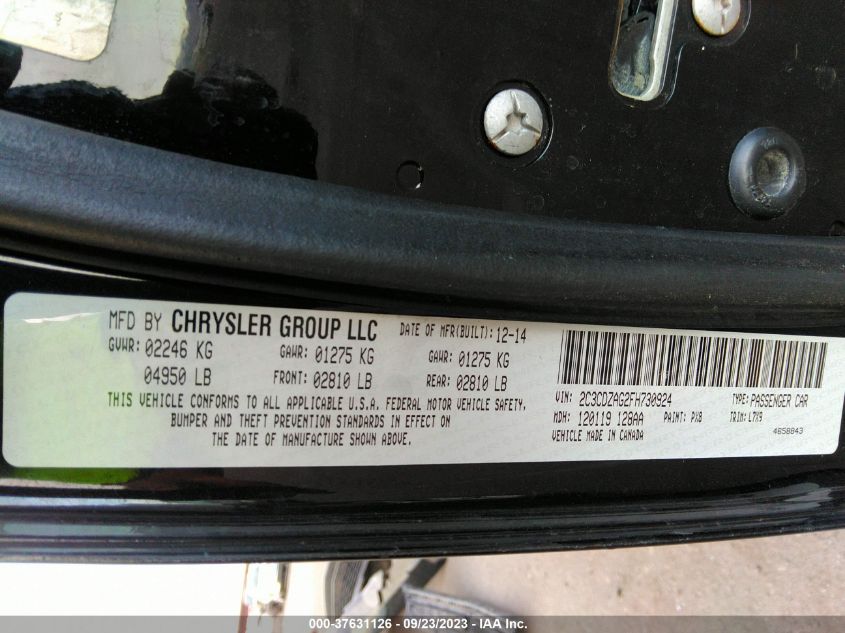 MFD BY CHRYSLER GROUP LLC DATE OF MFR(BUILT): 12-14
GVWR: 02246 KG GAWR: 01275 KG GAWR: 01275 KG
04950 LB FRONT: 02810 LB REAR: 02810 LB
THIS VEHICLE CONFORMS TO ALL APPLICABLE U.S.A. FEDERAL MOTOR VEHICLE SAFETY,
BUMPER AND THEFT PREVENTION STANDARDS IN EFFECT ON
THE DATE OF MANUFACTURE SHOWN ABOVE.
VIN: 2C3CDZAG2FH730924 TYPE: PASSENGER CAR
MDH: 120119 128AA PAINT: PX8 TRIM: L7X9
VEHICLE MADE IN CANADA 4658843
000-37631126 - 09/23/2023 - IAA Inc.